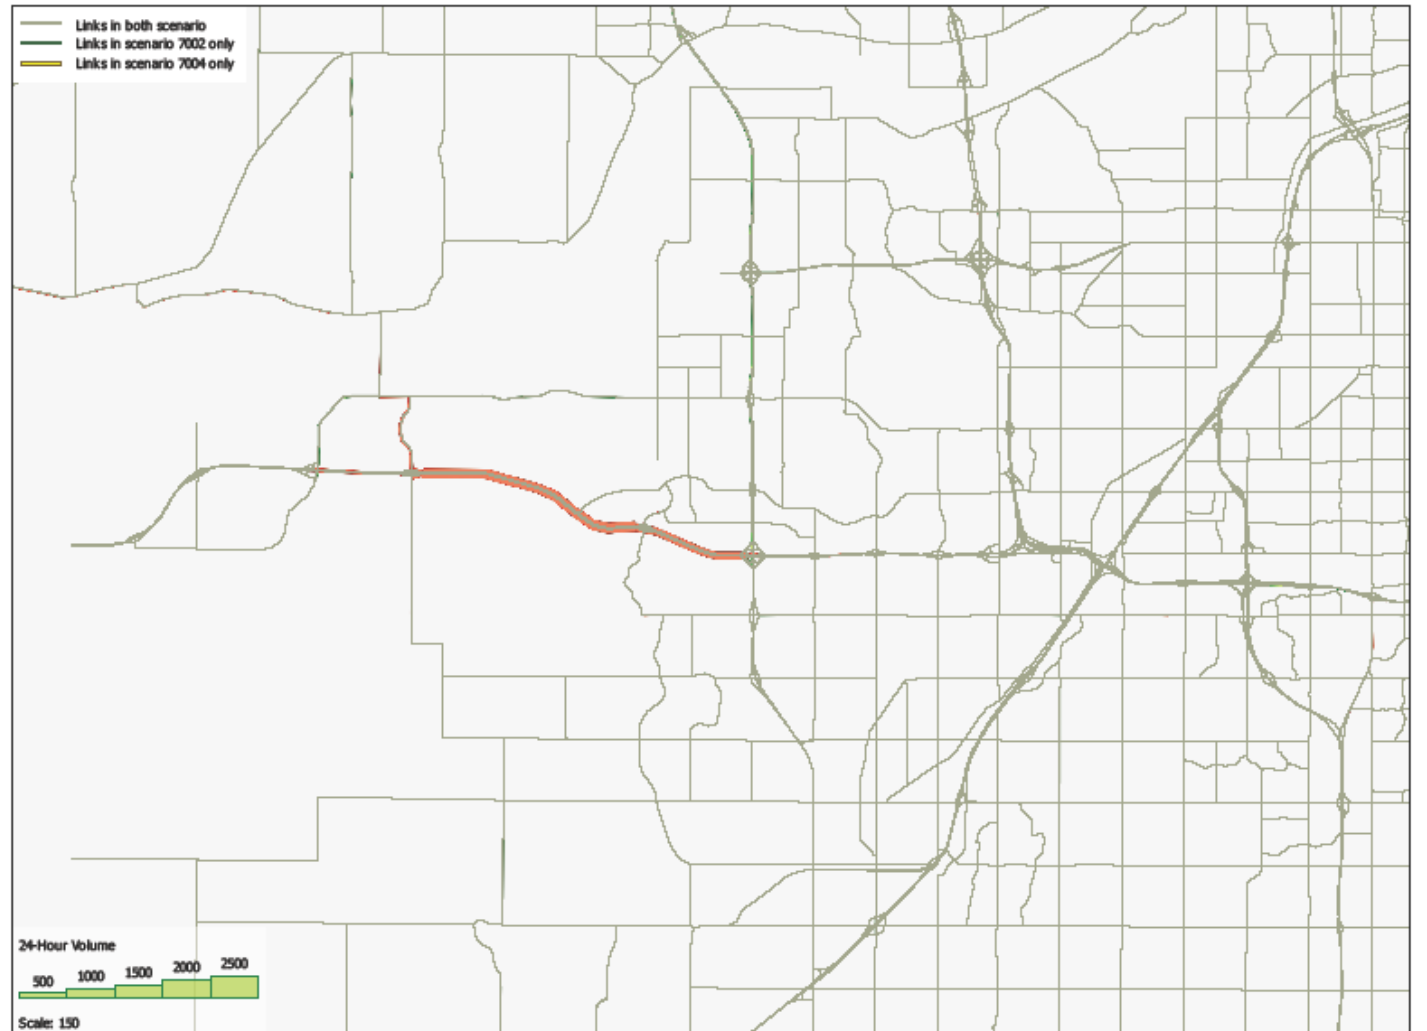 Links in both scenario
Links in scenario 7002 only
Links in scenario 7004 only
24-Hour Volume
500 1000 1500 2000 2500
Scale: 150